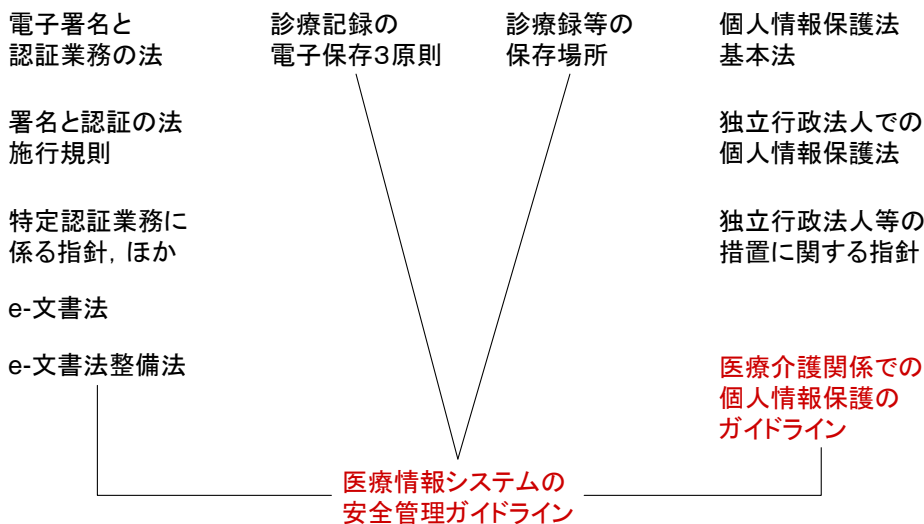 電子署名と
認証業務の法
診療記録の
電子保存3原則
診療録等の
保存場所
個人情報保護法
基本法
署名と認証の法
施行規則
独立行政法人での
個人情報保護法
特定認証業務に
係る指針, ほか
独立行政法人等の
措置に関する指針
e-文書法
e-文書法整備法
医療介護関係での
個人情報保護の
ガイドライン
医療情報システムの
安全管理ガイドライン